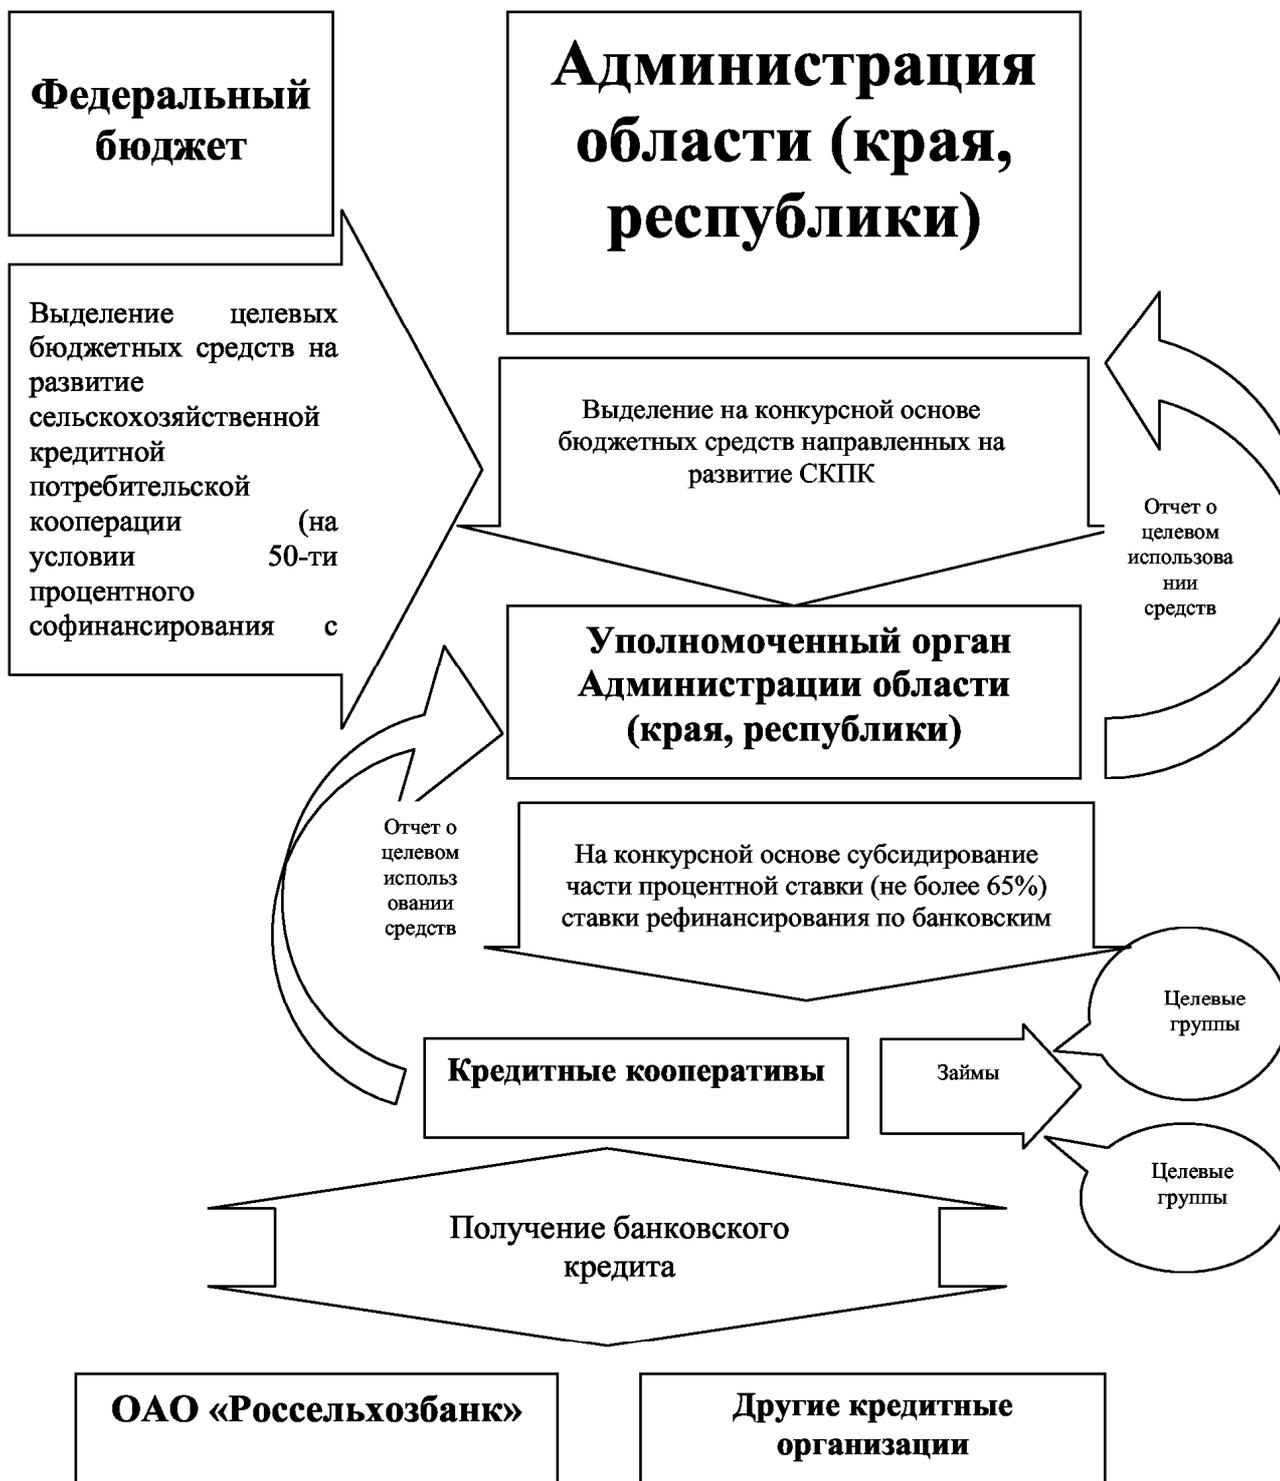 Федеральный
бюджет
Администрация
области (края,
республики)
Выделение целевых
бюджетных средств на
развитие
сельскохозяйственной
кредитной
потребительской
кооперации (на
условии 50-ти
процентного
софинансирования с
Выделение на конкурсной основе
бюджетных средств направленных на
развитие СКПК
Отчет о
целевом
использова
нии
средств
Уполномоченный орган
Администрации области
(края, республики)
Отчет о
целевом
использ
овании
средств
На конкурсной основе субсидирование
части процентной ставки (не более 65%)
ставки рефинансирования по банковским
Целевые
группы
Кредитные кооперативы
Займы
Целевые
группы
Получение банковского
кредита
ОАО «Россельхозбанк»
Другие кредитные
организации